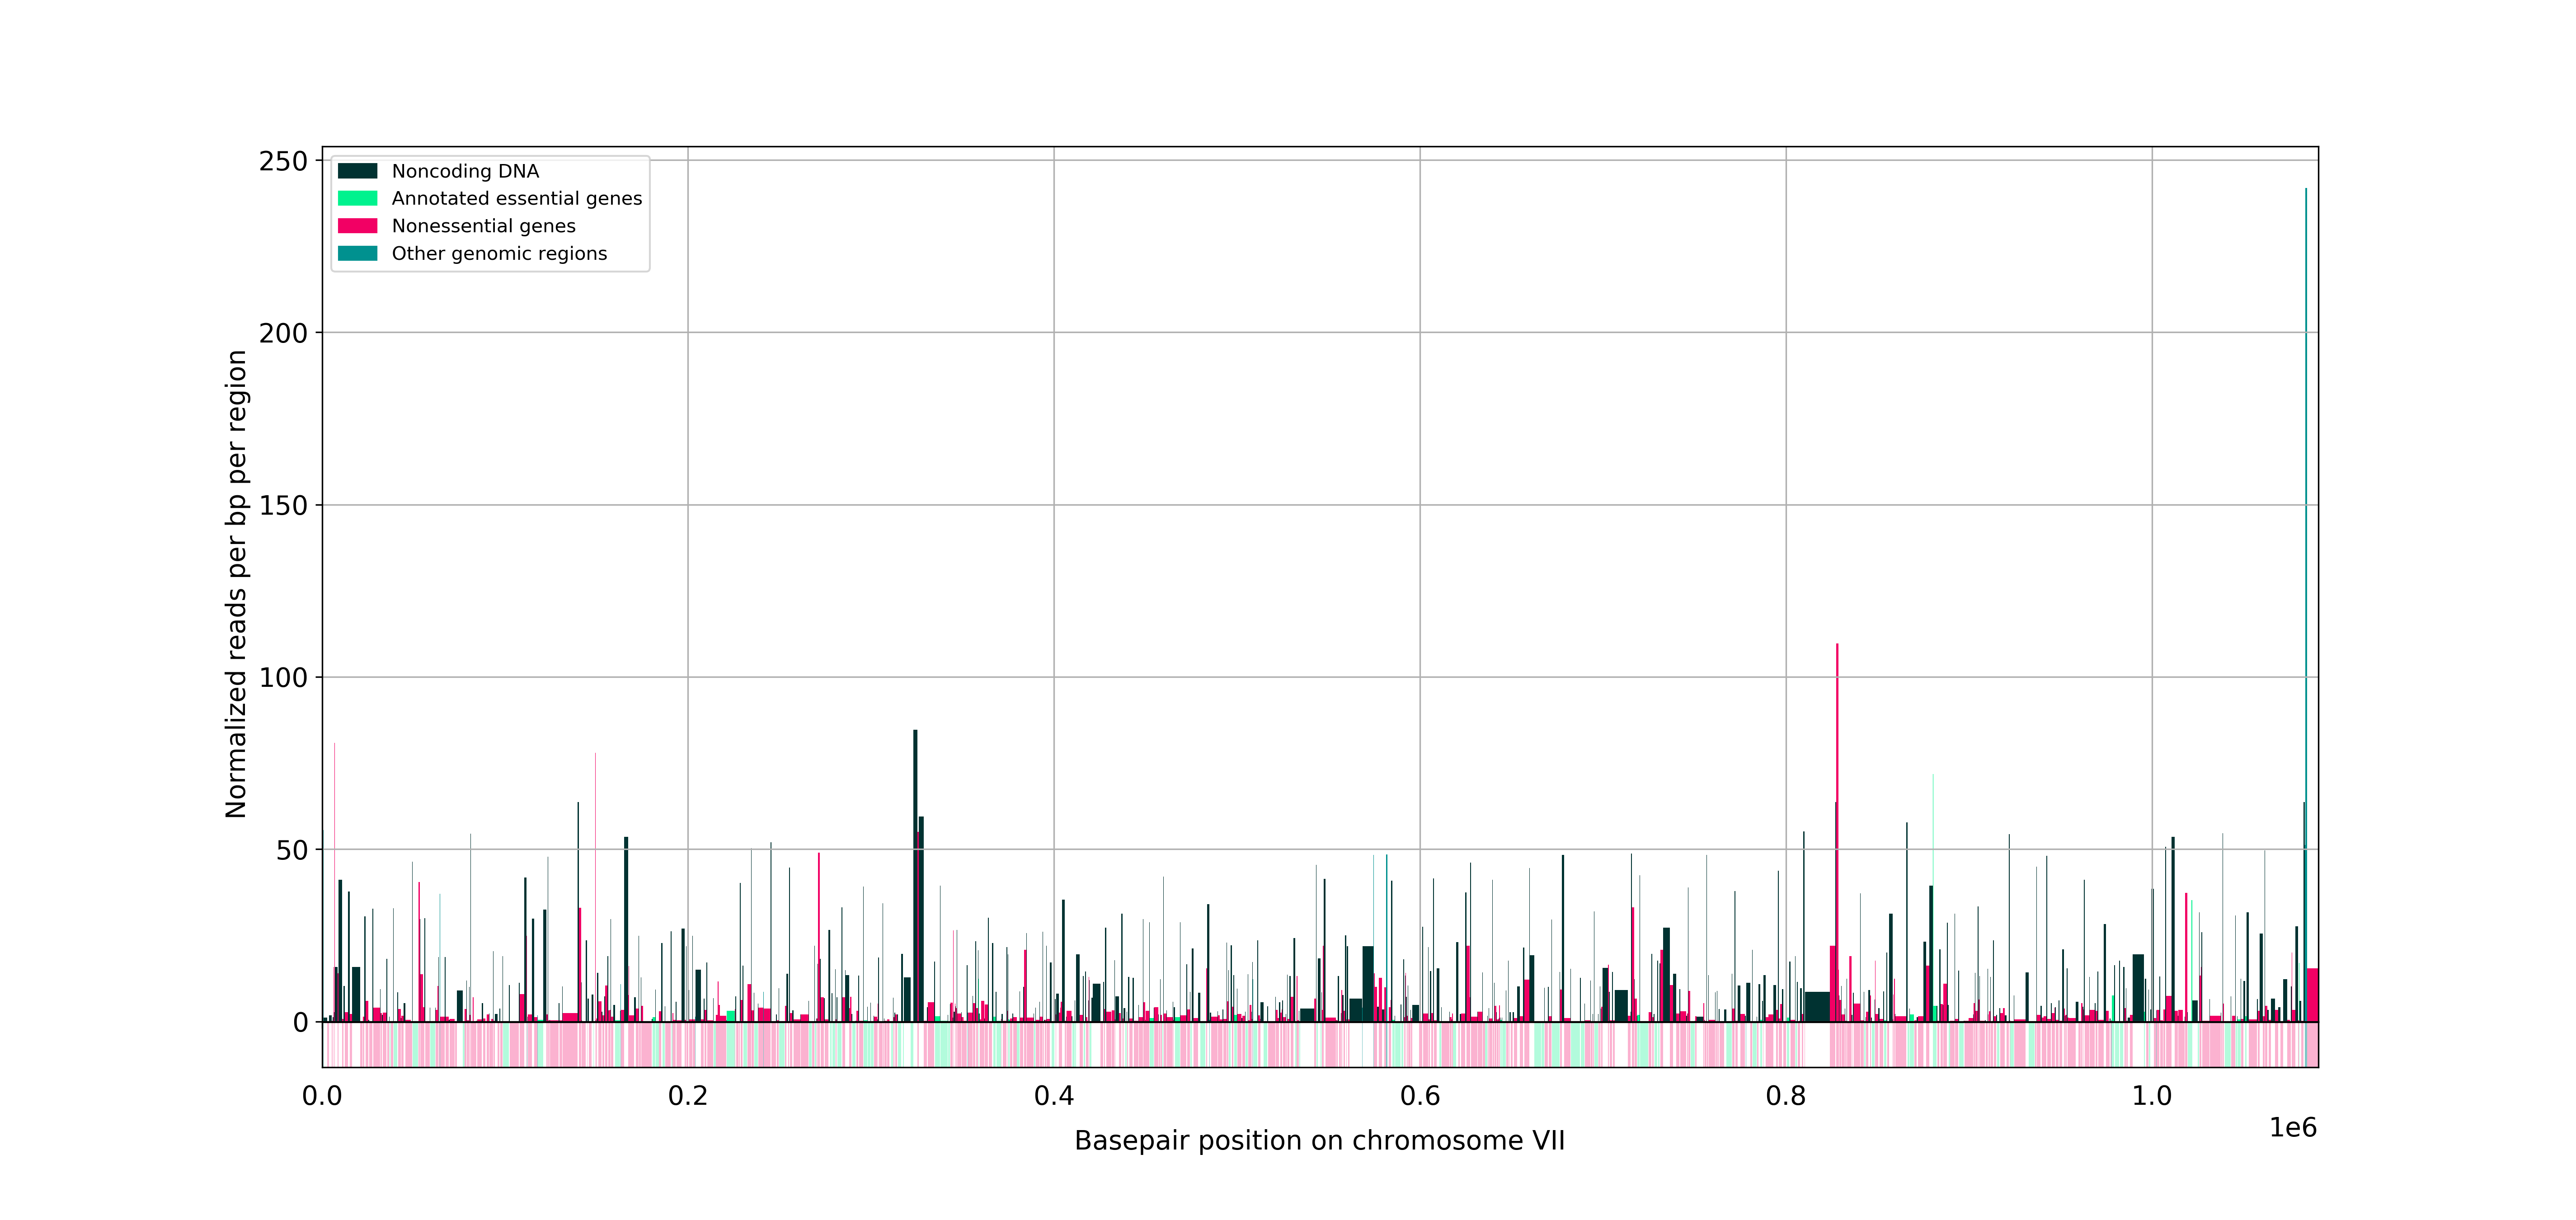 Noncoding DNA
Annotated essential genes
Nonessential genes
Other genomic regions
Normalized reads per bp per region
250
200
150
100
50
0
0.0 0.2 0.4 0.6 0.8 1.0
1e6
Basepair position on chromosome VII